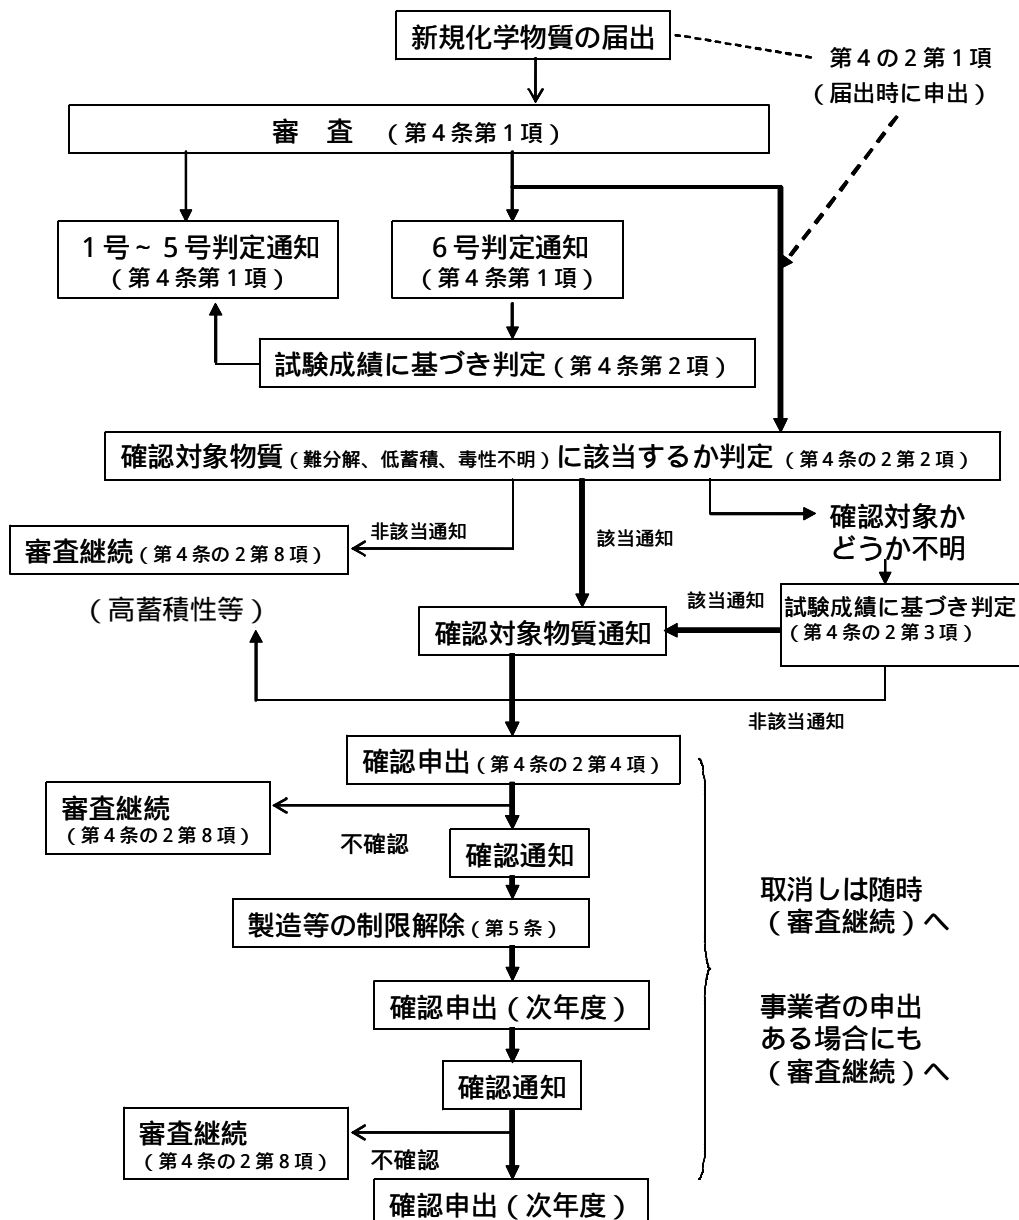 新規化学物質の届出
第4の2第1項
(届出時に申出)
審 査 (第4条第1項)
1号~5号判定通知
(第4条第1項)
6号判定通知
(第4条第1項)
試験成績に基づき判定(第4条第2項)
確認対象物質(難分解、低蓄積、毒性不明)に該当するか判定 (第4条の2第2項)
非該当通知
該当通知
確認対象か
どうか不明
審査継続(第4条の2第8項)
(高蓄積性等)
該当通知
試験成績に基づき判定
(第4条の2第3項)
確認対象物質通知
非該当通知
確認申出(第4条の2第4項)
審査継続
(第4条の2第8項)
不確認
確認通知
取消しは随時
(審査継続)へ
製造等の制限解除(第5条)
確認申出(次年度)
事業者の申出
ある場合にも
(審査継続)へ
確認通知
審査継続
(第4条の2第8項)
不確認
確認申出(次年度)